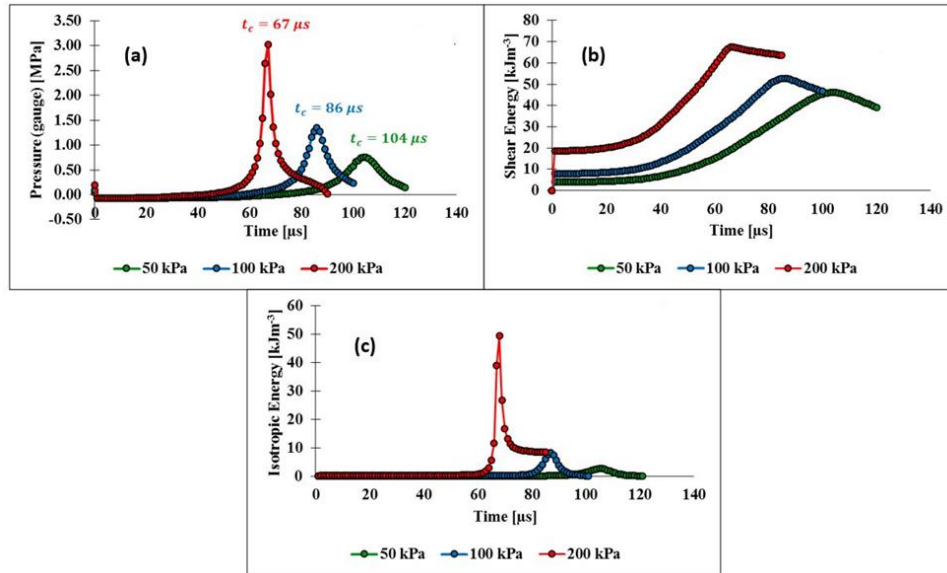 (a)
t_c = 67 μs
t_c = 86 μs
t_c = 104 μs
Pressure (gauge) [MPa]
3.50
3.00
2.50
2.00
1.50
1.00
0.50
0.00
-0.50
0 20 40 60 80 100 120 140
Time [μs]
50 kPa 100 kPa 200 kPa
(b)
Shear Energy [kJm⁻³]
80
70
60
50
40
30
20
10
0
0 20 40 60 80 100 120 140
Time [μs]
50 kPa 100 kPa 200 kPa
(c)
Isotropic Energy [kJm⁻³]
60
50
40
30
20
10
0
0 20 40 60 80 100 120 140
Time [μs]
50 kPa 100 kPa 200 kPa